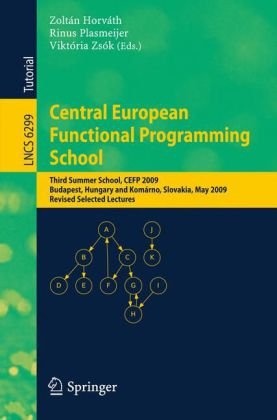 Zoltán Horváth
Rinus Plasmeijer
Viktória Zsók (Eds.)
Tutorial
LNCS 6299
Central European
Functional Programming
School
Third Summer School, CEFP 2009
Budapest, Hungary and Komárno, Slovakia, May 2009
Revised Selected Lectures
A
J
B
C
K
D
E
F
G
I
H
Springer